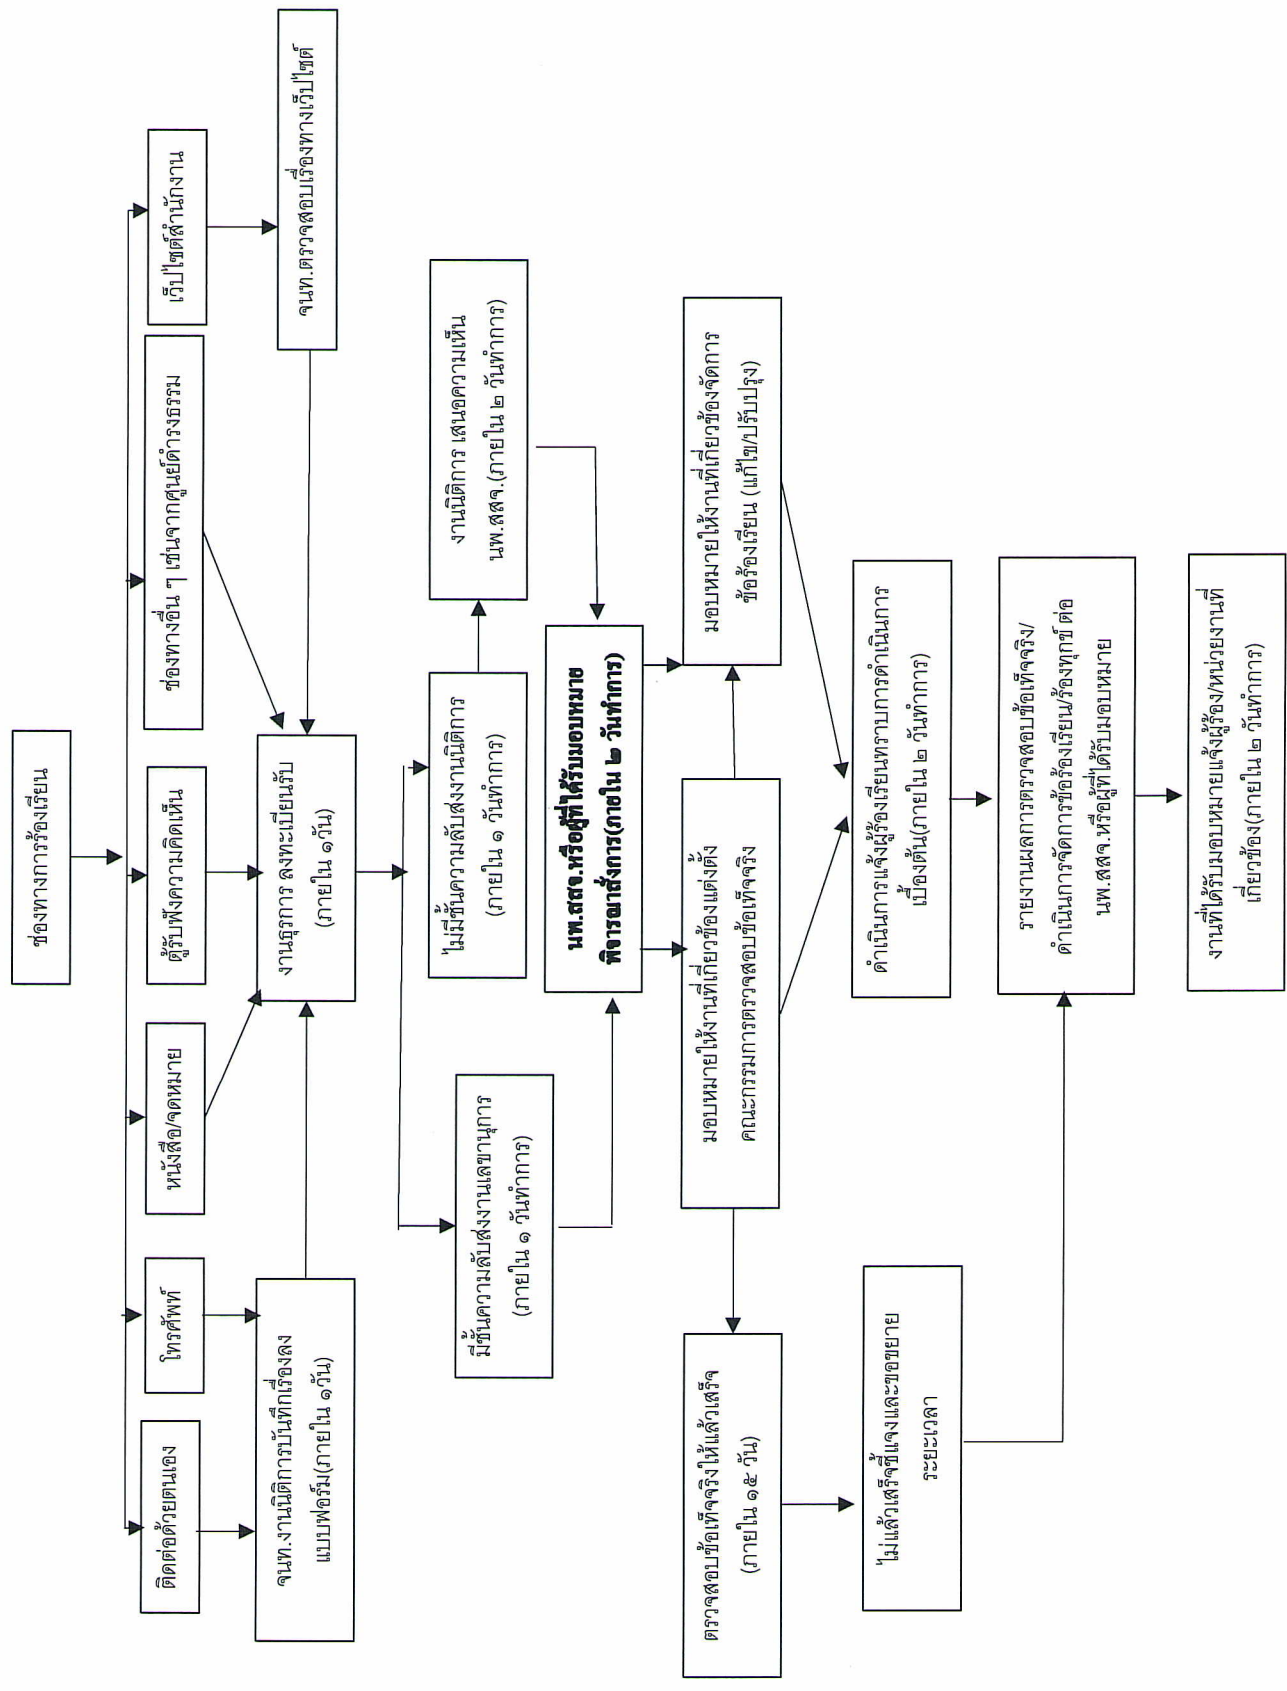 ช่องทางการร้องเรียน
ติดต่อด้วยตนเอง
โทรศัพท์
หนังสือ/จดหมาย
ตู้รับฟังความคิดเห็น
ช่องทางอื่น ๆ เช่นจากศูนย์ดำรงธรรม
เว็ปไซต์สำนักงาน
จนท.งานนิติการบันทึกเรื่องลง
แบบฟอร์ม(ภายใน ๑วัน)
งานธุรการ ลงทะเบียนรับ
(ภายใน ๑วัน)
จนท.ตรวจสอบเรื่องทางเว็ปไซต์
มีชั้นความลับส่งงานเลขานุการ
(ภายใน ๑ วันทำการ)
ไม่มีชั้นความลับส่งงานนิติการ
(ภายใน ๑ วันทำการ)
งานนิติการ เสนอความเห็น
นพ.สสจ.(ภายใน ๒ วันทำการ)
นพ.สสจ.หรือผู้ที่ได้รับมอบหมาย
พิจารณาสั่งการ(ภายใน ๒ วันทำการ)
ตรวจสอบข้อเท็จจริงให้แล้วเสร็จ
(ภายใน ๑๕ วัน)
มอบหมายให้งานที่เกี่ยวข้องแต่งตั้ง
คณะกรรมการตรวจสอบข้อเท็จจริง
มอบหมายให้งานที่เกี่ยวข้องจัดการ
ข้อร้องเรียน (แก้ไข/ปรับปรุง)
ไม่แล้วเสร็จชี้แจงและขอขยาย
ระยะเวลา
ดำเนินการแจ้งผู้ร้องเรียนทราบการดำเนินการ
เบื้องต้น(ภายใน ๒ วันทำการ)
รายงานผลการตรวจสอบข้อเท็จจริง/
ดำเนินการจัดการข้อร้องเรียน/ร้องทุกข์ ต่อ
นพ.สสจ.หรือผู้ที่ได้รับมอบหมาย
งานที่ได้รับมอบหมายแจ้งผู้ร้อง/หน่วยงานที่
เกี่ยวข้อง(ภายใน ๒ วันทำการ)